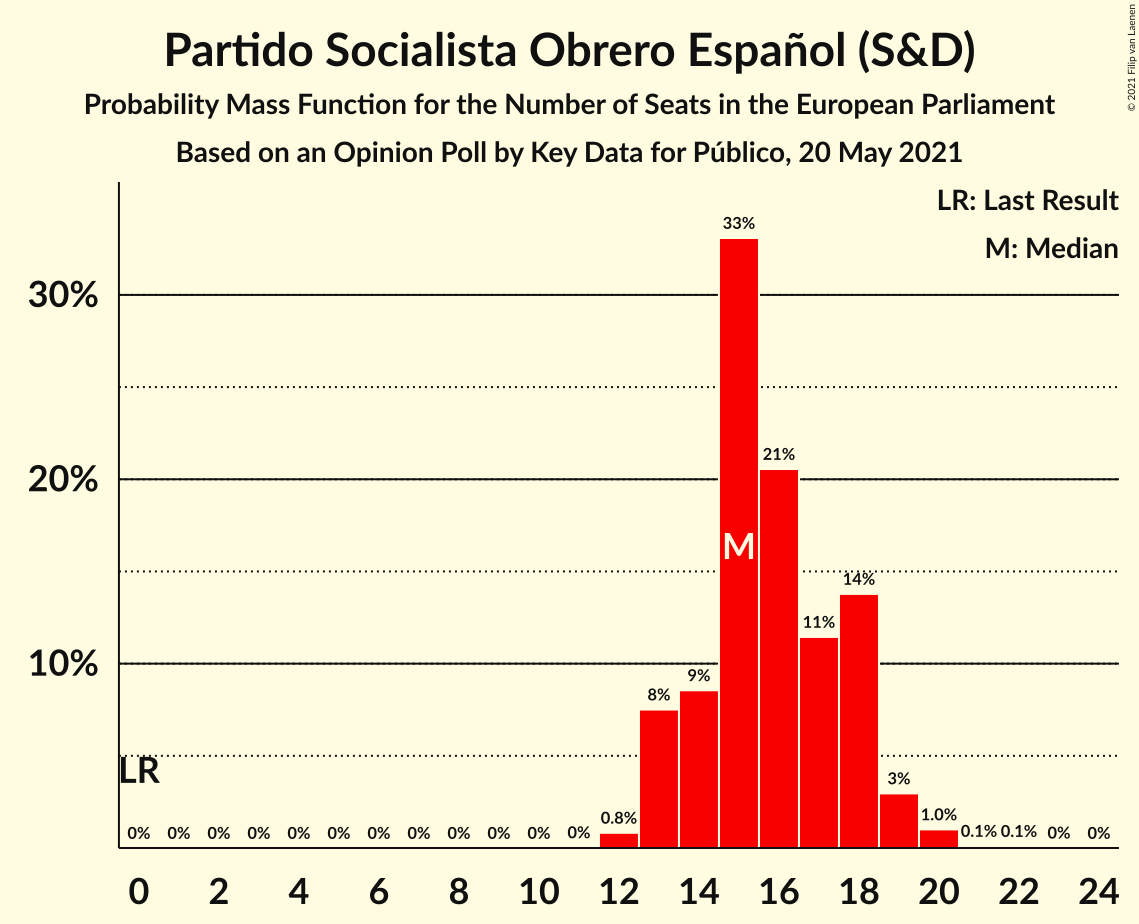 Partido Socialista Obrero Español (S&D)
Probability Mass Function for the Number of Seats in the European Parliament
Based on an Opinion Poll by Key Data for Público, 20 May 2021
© 2021 Filip van Laenen
LR: Last Result
M: Median
30%
20%
10%
33%
21%
M
14%
11%
9%
8%
LR
3%
0% 0% 0% 0% 0% 0% 0% 0% 0% 0% 0% 0% 0.8% 1.0% 0.1% 0.1% 0% 0%
0 2 4 6 8 10 12 14 16 18 20 22 24